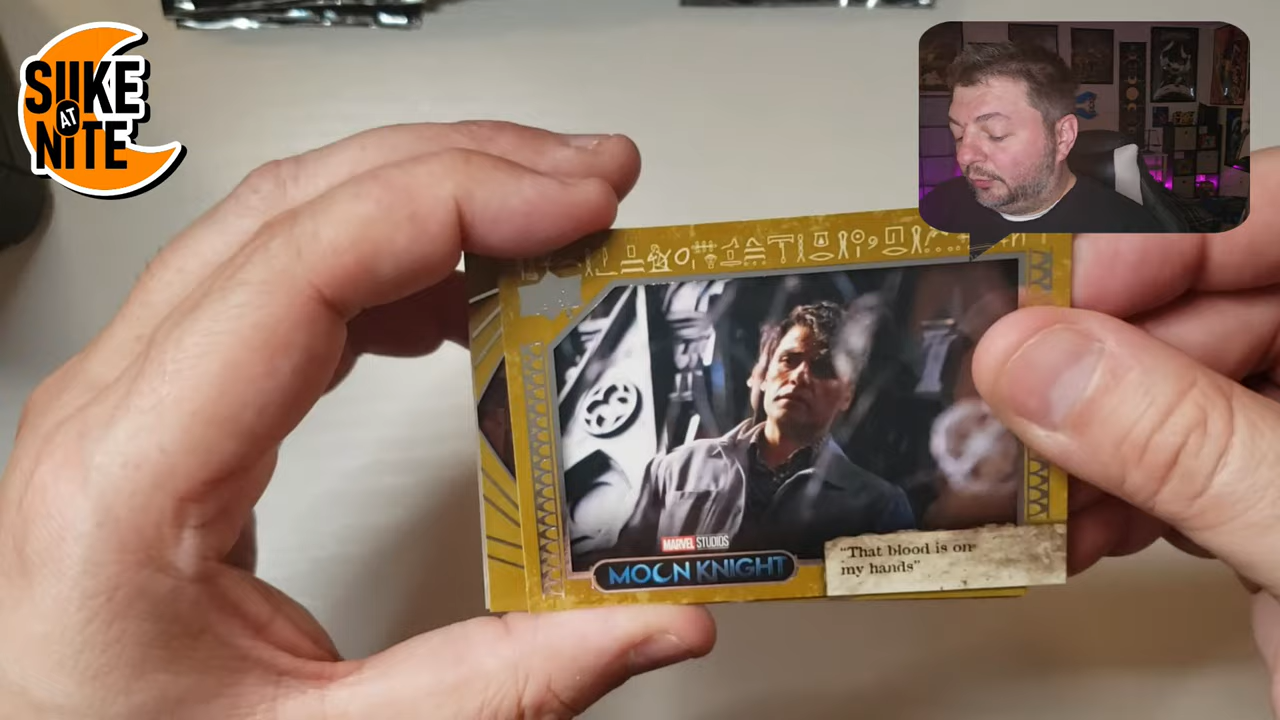 SUKE
AT
NITE
MARVEL STUDIOS
MOON KNIGHT
"That blood is on
my hands"